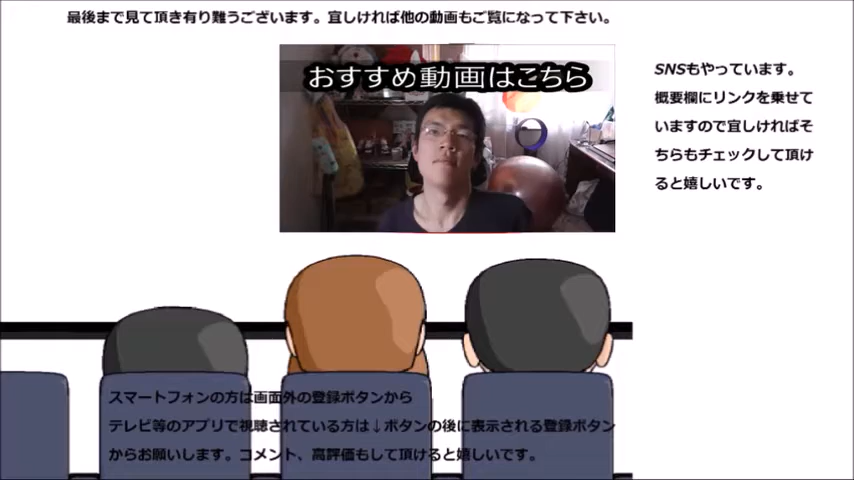 最後まで見て頂き有り難うございます。宜しければ他の動画もご覧になって下さい。
おすすめ動画はこちら
SNSもやっています。
概要欄にリンクを乗せて
いますので宜しければそ
ちらもチェックして頂け
ると嬉しいです。
スマートフォンの方は画面外の登録ボタンから
テレビ等のアプリで視聴されている方は↓ボタンの後に表示される登録ボタン
からお願いします。コメント、高評価もして頂けると嬉しいです。